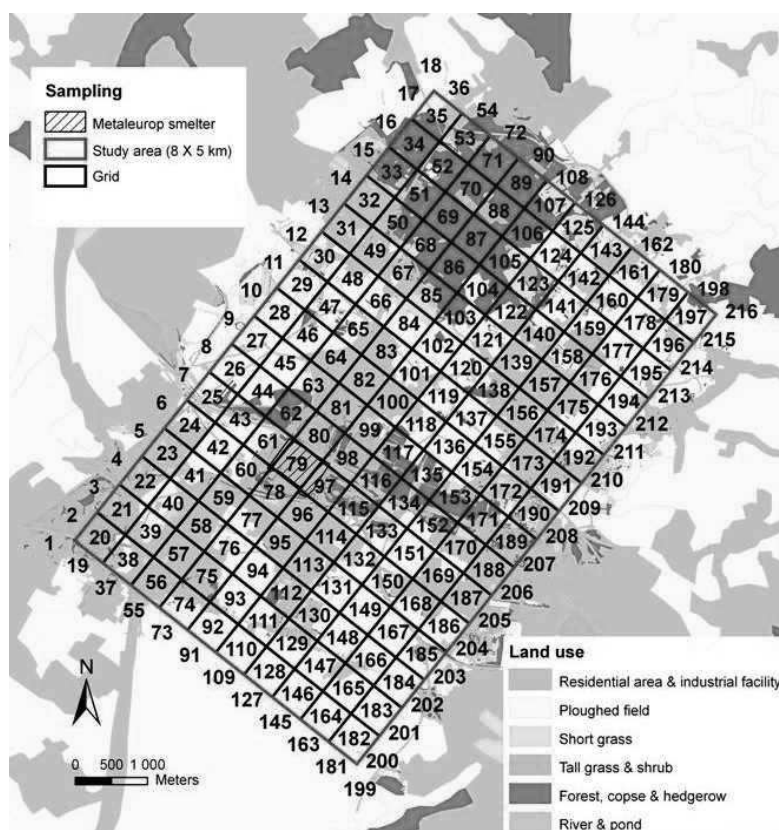 Sampling
Metaleurop smelter
Study area (8 X 5 km)
Grid
1 2 3 4 5 6 7 8 9 10 11 12 13 14 15 16 17 18
19 20 21 22 23 24 25 26 27 28 29 30 31 32 33 34 35 36
37 38 39 40 41 42 43 44 45 46 47 48 49 50 51 52 53 54
55 56 57 58 59 60 61 62 63 64 65 66 67 68 69 70 71 72
73 74 75 76 77 78 79 80 81 82 83 84 85 86 87 88 89 90
91 92 93 94 95 96 97 98 99 100 101 102 103 104 105 106 107 108
109 110 111 112 113 114 115 116 117 118 119 120 121 122 123 124 125 126
127 128 129 130 131 132 133 134 135 136 137 138 139 140 141 142 143 144
145 146 147 148 149 150 151 152 153 154 155 156 157 158 159 160 161 162
163 164 165 166 167 168 169 170 171 172 173 174 175 176 177 178 179 180
181 182 183 184 185 186 187 188 189 190 191 192 193 194 195 196 197 198
199 200 201 202 203 204 205 206 207 208 209 210 211 212 213 214 215 216
N
0 500 1 000
Meters
Land use
Residential area & industrial facility
Ploughed field
Short grass
Tall grass & shrub
Forest, copse & hedgerow
River & pond